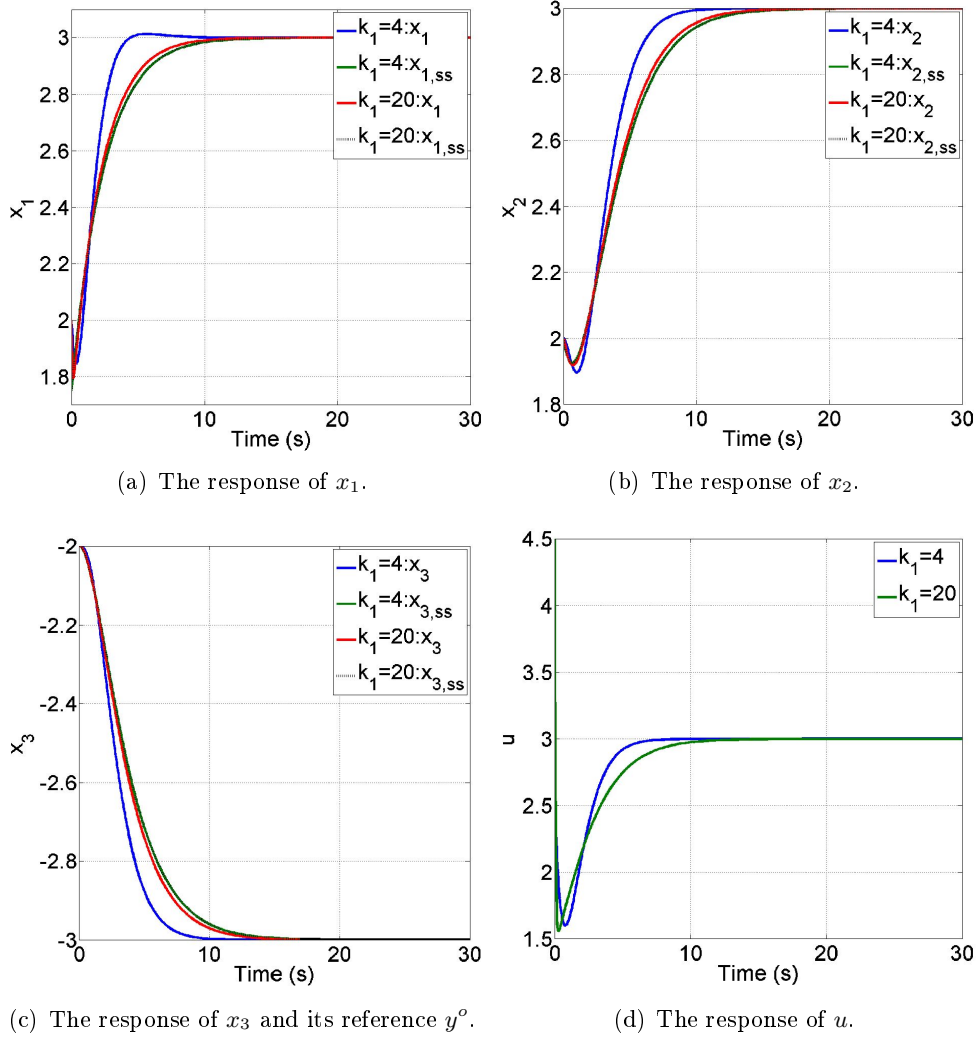 3
2.8
2.6
2.4
2.2
2
1.8
x1
0
10
20
30
Time (s)
k1=4:x1
k1=4:x1,ss
k1=20:x1
k1=20:x1,ss
(a) The response of x1.
3
2.8
2.6
2.4
2.2
2
1.8
x2
0
10
20
30
Time (s)
k1=4:x2
k1=4:x2,ss
k1=20:x2
k1=20:x2,ss
(b) The response of x2.
-2
-2.2
-2.4
-2.6
-2.8
-3
x3
0
10
20
30
Time (s)
k1=4:x3
k1=4:x3,ss
k1=20:x3
k1=20:x3,ss
(c) The response of x3 and its reference y^o.
4.5
4
3.5
3
2.5
2
1.5
u
0
10
20
30
Time (s)
k1=4
k1=20
(d) The response of u.